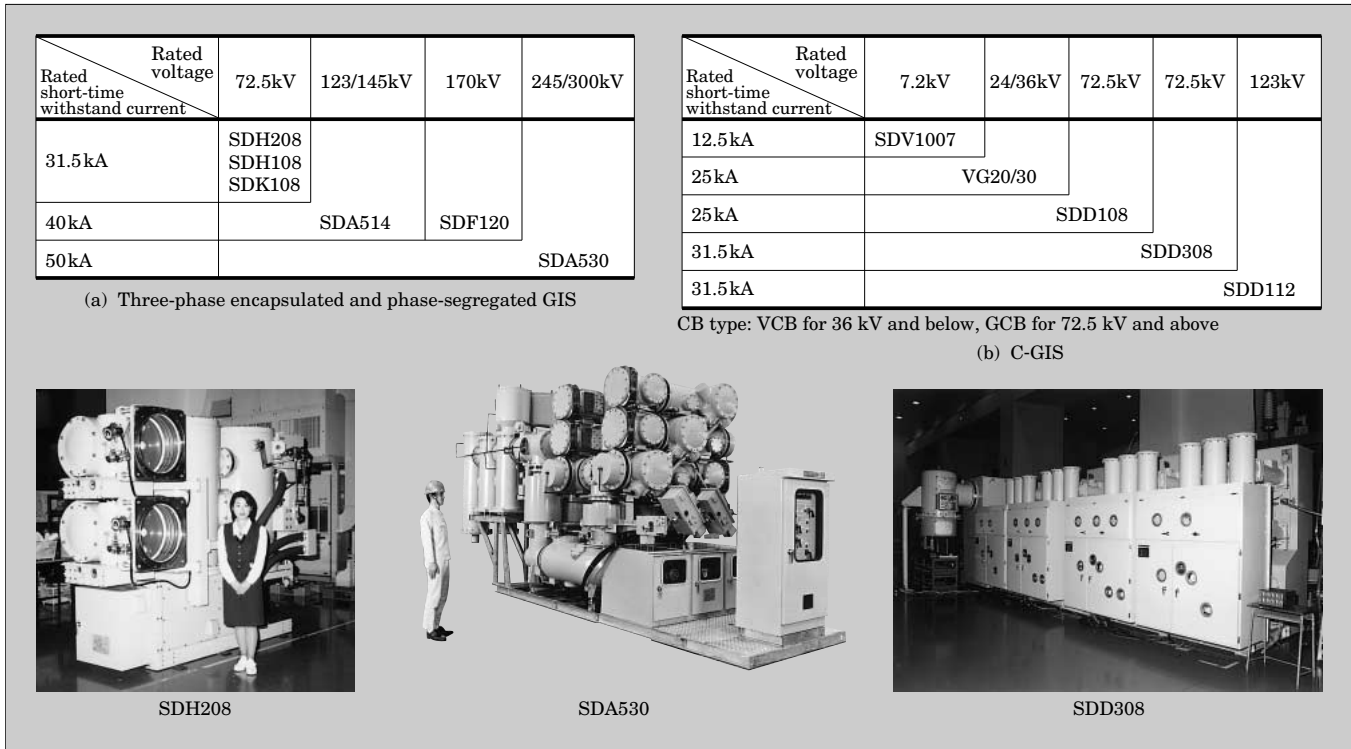 Rated voltage
Rated short-time withstand current
72.5kV 123/145kV 170kV 245/300kV
31.5kA
SDH208
SDH108
SDK108
40kA SDA514 SDF120
50kA SDA530
(a) Three-phase encapsulated and phase-segregated GIS
Rated voltage
Rated short-time withstand current
7.2kV 24/36kV 72.5kV 72.5kV 123kV
12.5kA SDV1007
25kA VG20/30
25kA SDD108
31.5kA SDD308
31.5kA SDD112
CB type: VCB for 36 kV and below, GCB for 72.5 kV and above
(b) C-GIS
SDH208
SDA530
SDD308